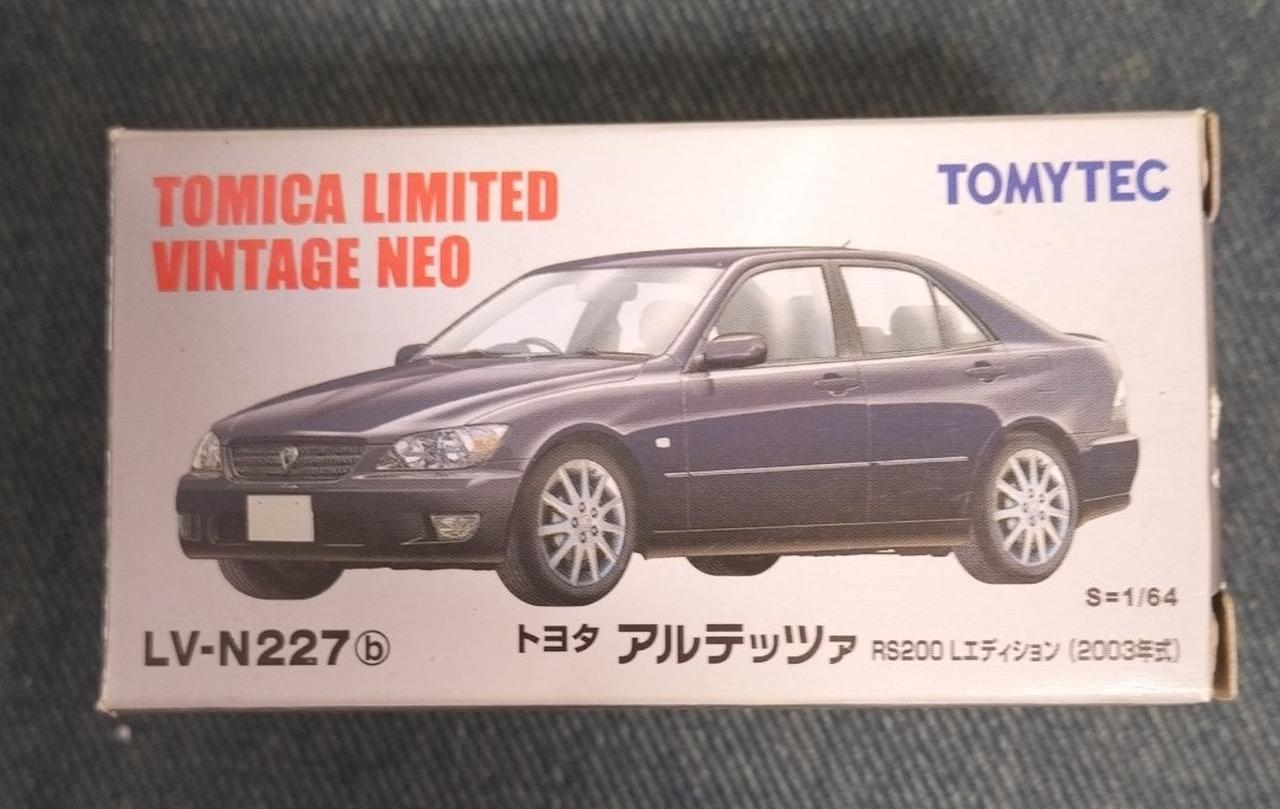 TOMICA LIMITED
VINTAGE NEO
TOMYTEC
S=1/64
LV-N227ⓑ
トヨタ アルテッツァ RS200 Lエディション (2003年式)